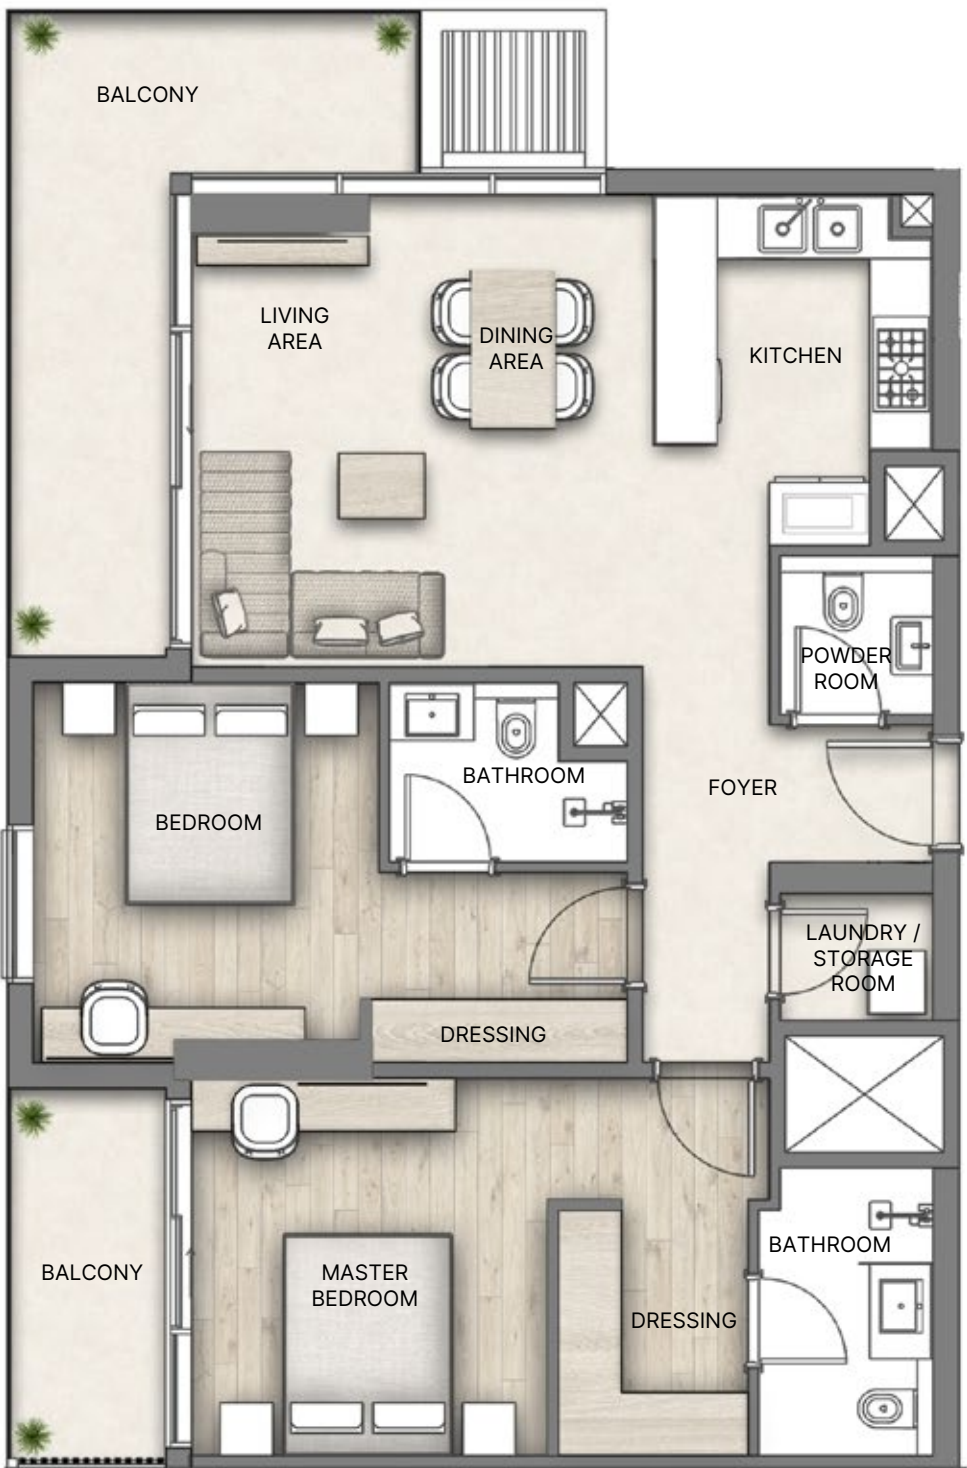 BALCONY
LIVING
AREA
DINING
AREA
KITCHEN
POWDER
ROOM
BATHROOM
FOYER
BEDROOM
LAUNDRY /
STORAGE
ROOM
DRESSING
BATHROOM
BALCONY
MASTER
BEDROOM
DRESSING